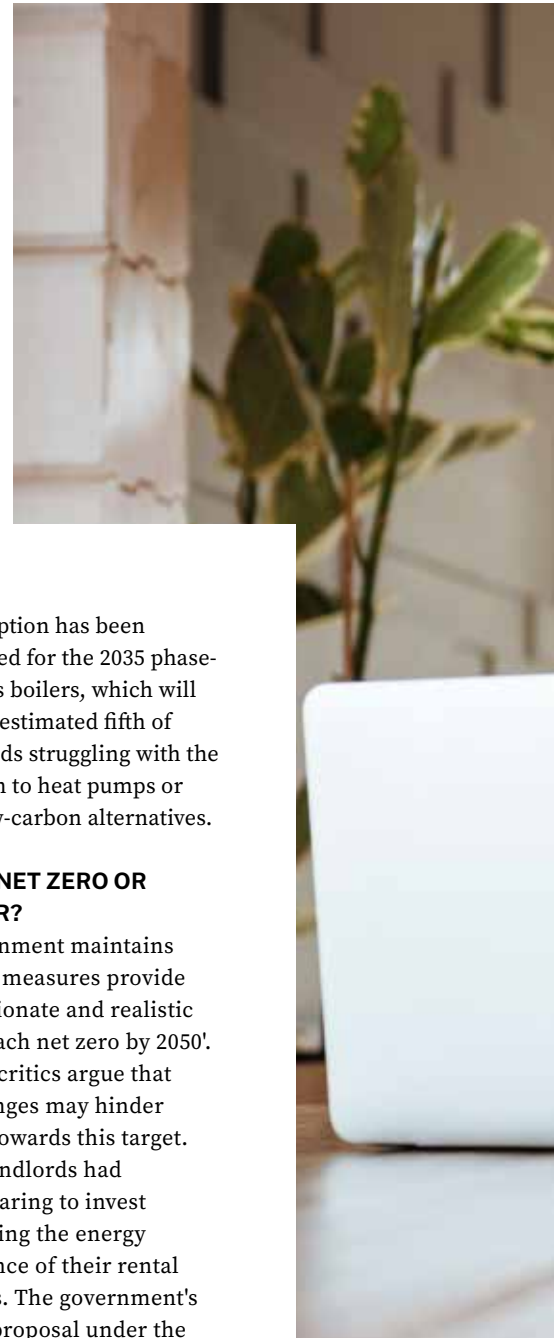 ption has been
ed for the 2035 phase-
s boilers, which will
estimated fifth of
ds struggling with the
n to heat pumps or
v-carbon alternatives.
NET ZERO OR
R?
nment maintains
measures provide
ionate and realistic
ach net zero by 2050'.
critics argue that
nges may hinder
owards this target.
ndlords had
aring to invest
ing the energy
nce of their rental
s. The government's
proposal under the